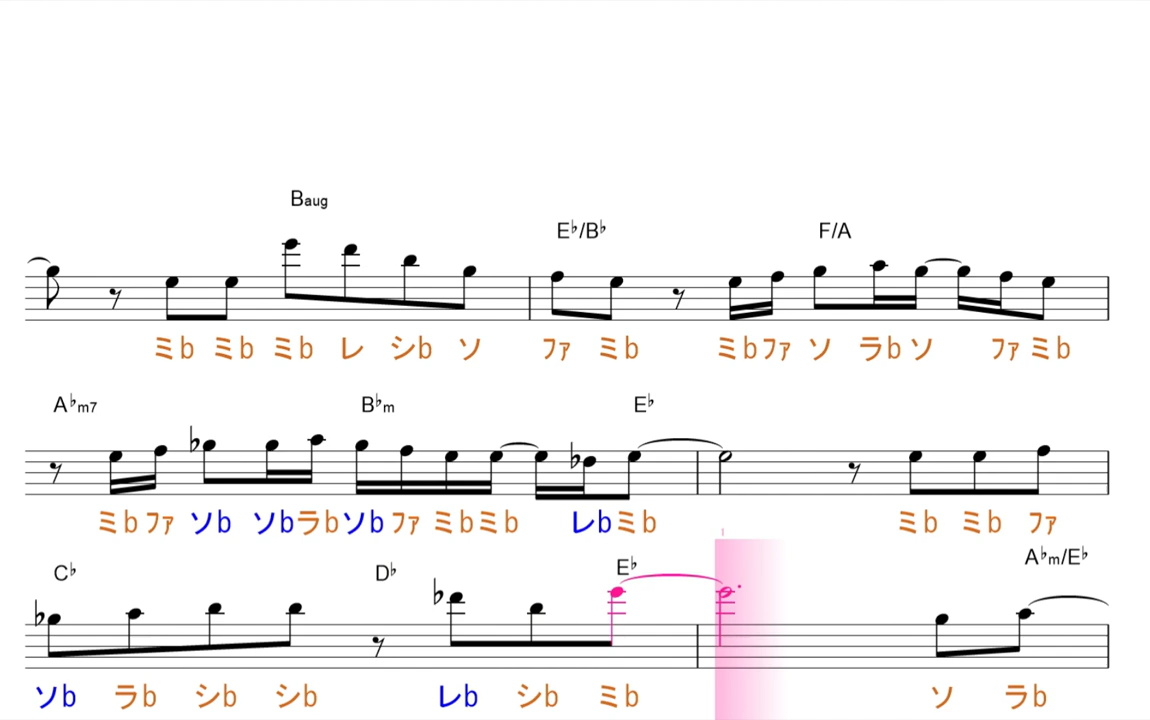 Baug
E♭/B♭ F/A
ミb ミb ミb レ シb ソ ファ ミb ミb ファ ソ ラb ソ ファ ミb
A♭m7 B♭m E♭
ミb ファ ソb ソb ラb ソb ファ ミb ミb レb ミb ミb ミb ファ
C♭ D♭ E♭ A♭m/E♭
ソb ラb シb シb レb シb ミb ソ ラb